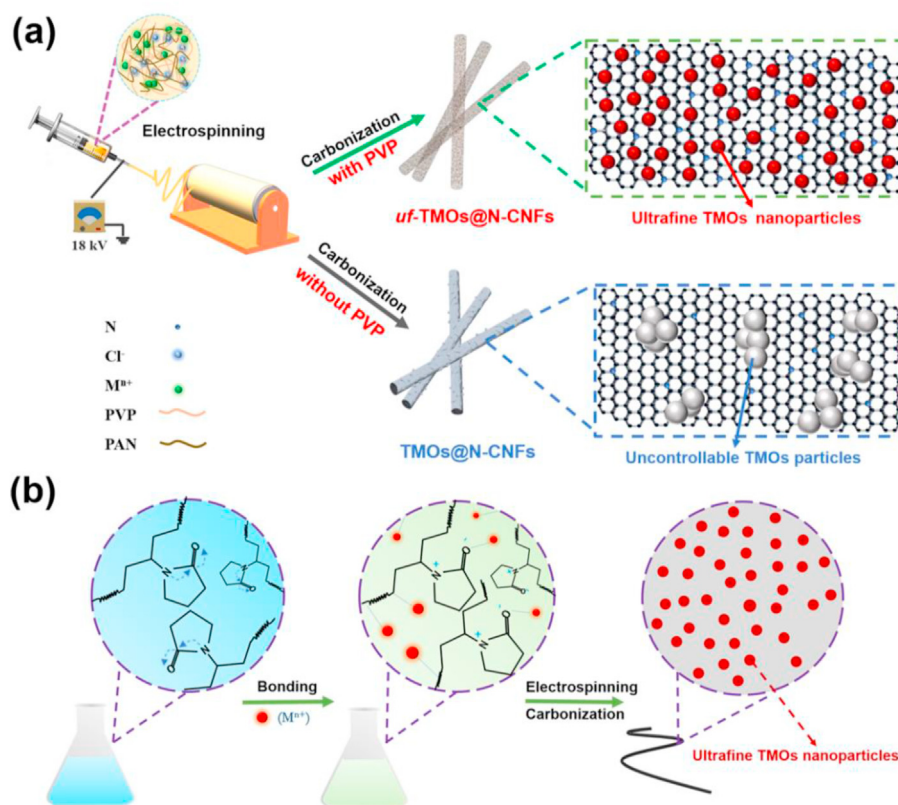 (a)
Electrospinning
18 kV
Carbonization
with PVP
uf-TMOs@N-CNFs
Ultrafine TMOs nanoparticles
Carbonization
without PVP
TMOs@N-CNFs
Uncontrollable TMOs particles
N
Cl⁻
Mⁿ⁺
PVP
PAN
(b)
N
O
O
N
Bonding
(Mⁿ⁺)
O
N
+
-
N
O
+
-
O
N
+
-
Electrospinning
Carbonization
Ultrafine TMOs nanoparticles